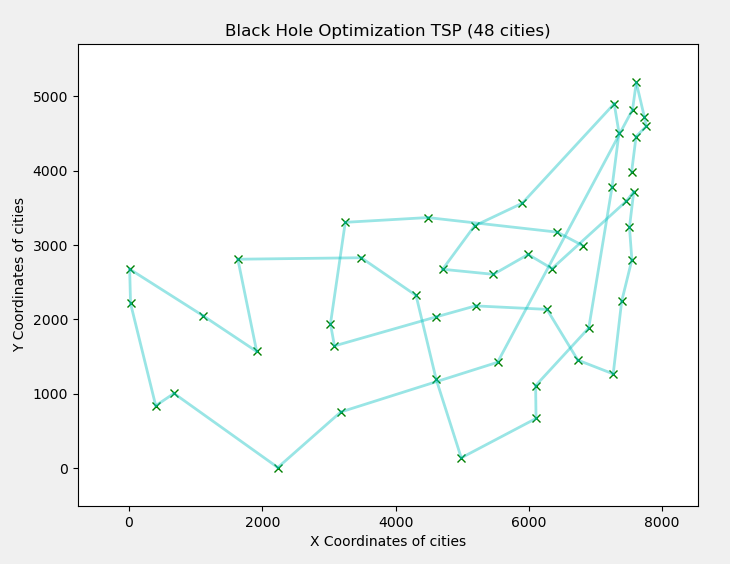 Black Hole Optimization TSP (48 cities)
5000
4000
3000
2000
1000
0
Y Coordinates of cities
0 2000 4000 6000 8000
X Coordinates of cities